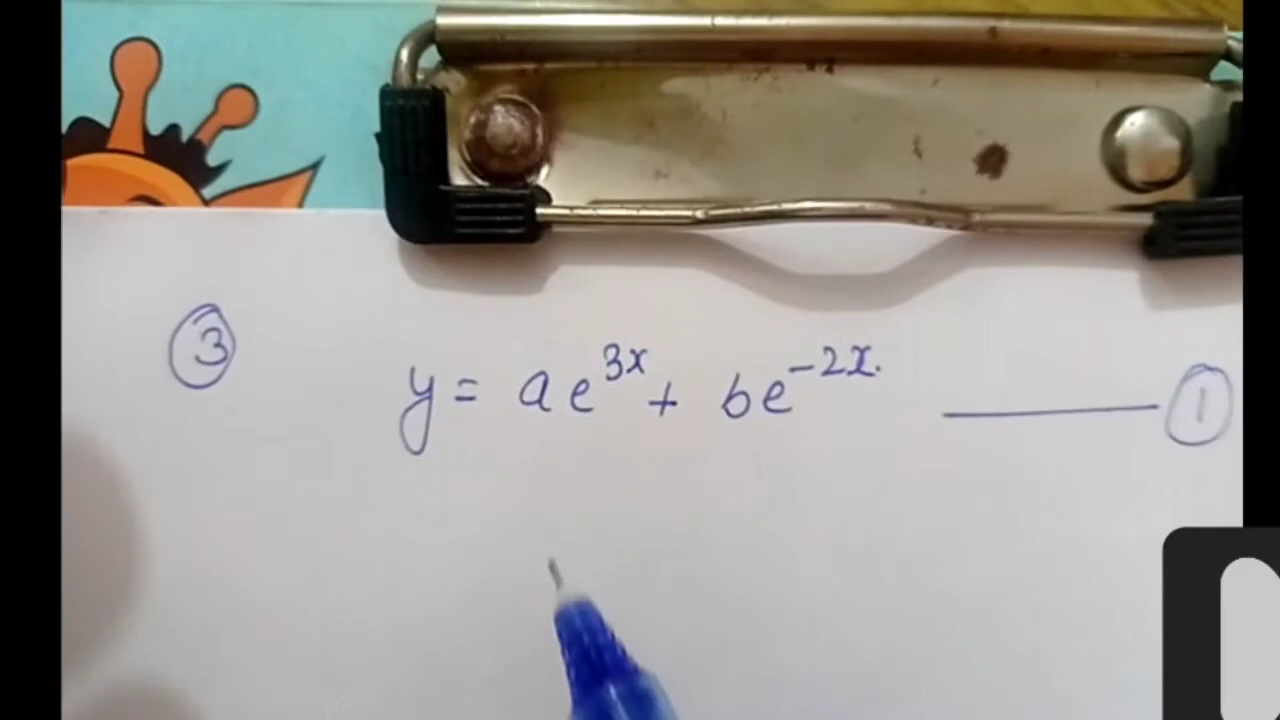 ③ y = ae^{3x} + be^{-2x}. ——— ①